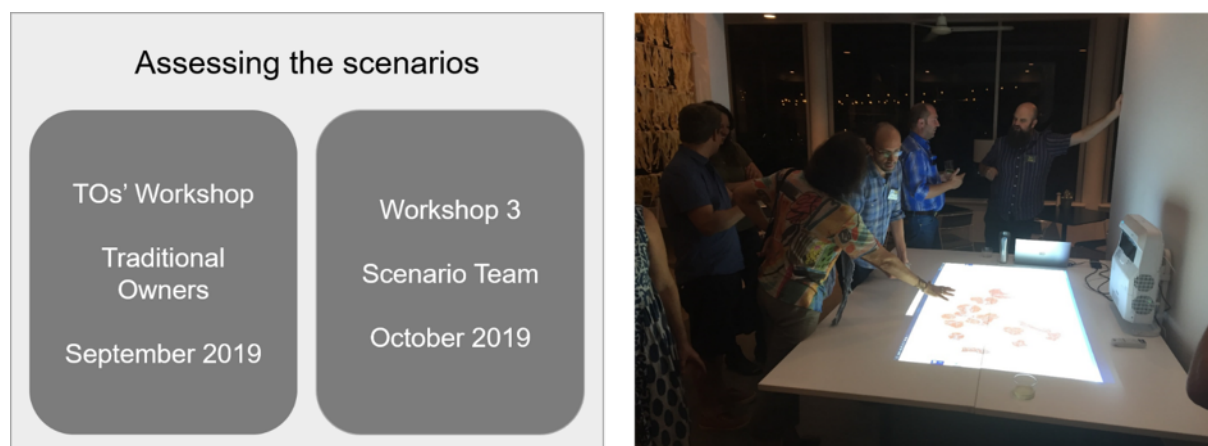 Assessing the scenarios
TOs’ Workshop
Traditional
Owners
September 2019
Workshop 3
Scenario Team
October 2019